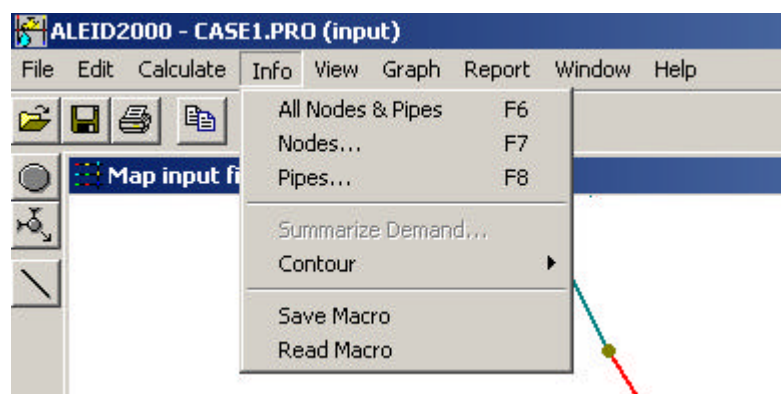 ALEID2000 - CASE1.PRO (input)
File Edit Calculate Info View Graph Report Window Help
All Nodes & Pipes F6
Nodes... F7
Map input fi
Pipes... F8
Summarize Demand...
Contour
Save Macro
Read Macro